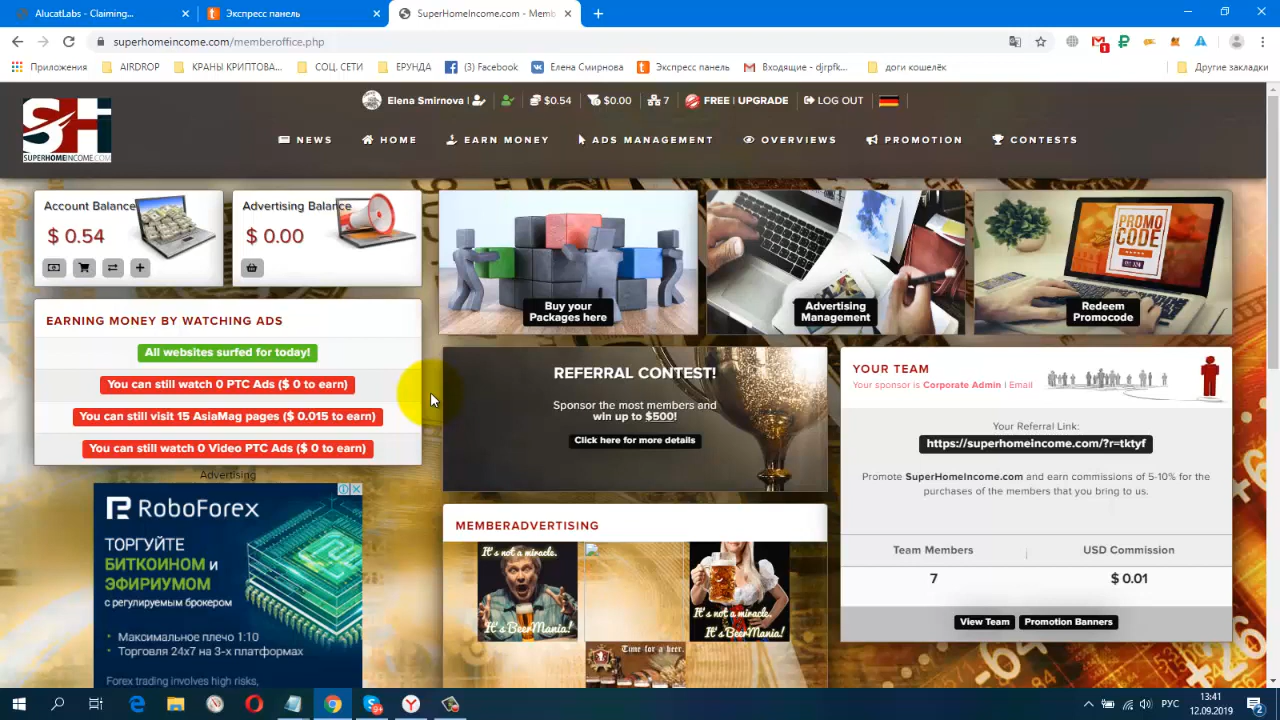 AlucatLabs - Claiming...
Экспресс панель
SuperHomeIncome.com - Memb
superhomeincome.com/memberoffice.php
Приложения
AIRDROP
КРАНЫ КРИПТОВА...
СОЦ. СЕТИ
ЕРУНДА
(3) Facebook
Елена Смирнова
Экспресс панель
Входящие - djrpfk...
доги кошелёк
Другие закладки
Elena Smirnova | $0.54 $0.00 7 FREE | UPGRADE LOG OUT
SH
SUPERHOMEINCOME.COM
NEWS HOME EARN MONEY ADS MANAGEMENT OVERVIEWS PROMOTION CONTESTS
Account Balance
$ 0.54
Advertising Balance
$ 0.00
Buy your
Packages here
Advertising
Management
PROMO
CODE
Redeem
Promocode
EARNING MONEY BY WATCHING ADS
All websites surfed for today!
You can still watch 0 PTC Ads ($ 0 to earn)
You can still visit 15 AsiaMag pages ($ 0.015 to earn)
You can still watch 0 Video PTC Ads ($ 0 to earn)
Advertising
RoboForex
ТОРГУЙТЕ
БИТКОИНОМ и
ЭФИРИУМОМ
с регулируемым брокером
• Максимальное плечо 1:10
• Торговля 24x7 на 3-х платформах
Forex trading involves high risks,
REFERRAL CONTEST!
Sponsor the most members and
win up to $500!
Click here for more details
MEMBERADVERTISING
It's not a miracle.
It's BeerMania!
It's not a miracle.
It's BeerMania!
Time for a beer.
YOUR TEAM
Your sponsor is Corporate Admin | Email
Your Referral Link:
https://superhomeincome.com/?r=tktyf
Promote SuperHomeIncome.com and earn commissions of 5-10% for the
purchases of the members that you bring to us.
Team Members
USD Commission
7
$ 0.01
View Team
Promotion Banners
РУС
13:41
12.09.2019
2